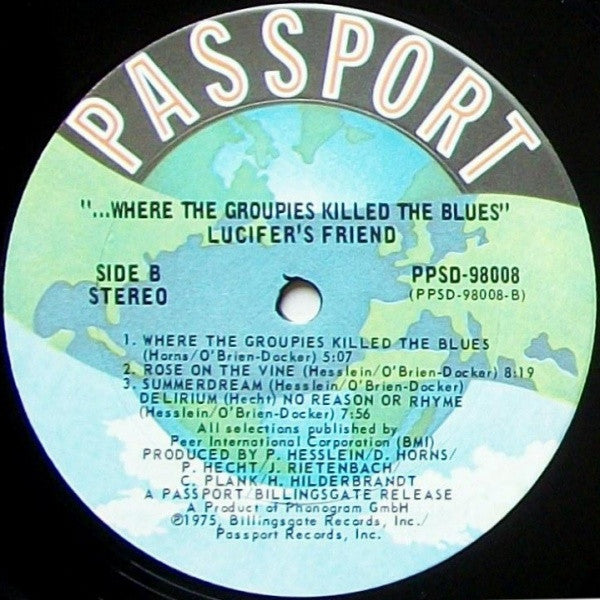 PASSPORT
"...WHERE THE GROUPIES KILLED THE BLUES"
LUCIFER'S FRIEND
SIDE B
STEREO
PPSD-98008
(PPSD-98008-B)
1. WHERE THE GROUPIES KILLED THE BLUES
(Horns/O'Brien-Docker) 5:07
2. ROSE ON THE VINE (Hesslein/O'Brien-Docker) 8:19
3. SUMMERDREAM (Hesslein/O'Brien-Docker)
DELIRIUM (Hecht) NO REASON OR RHYME
(Hesslein/O'Brien-Docker) 7:56
All selections published by
Peer International Corporation (BMI)
PRODUCED BY P. HESSLEIN/D. HORNS/
P. HECHT/J. RIETENBACH/
C. PLANK/H. HILDERBRANDT
A PASSPORT/BILLINGSGATE RELEASE
A Product of Phonogram GmbH
℗1975, Billingsgate Records, Inc./
Passport Records, Inc.